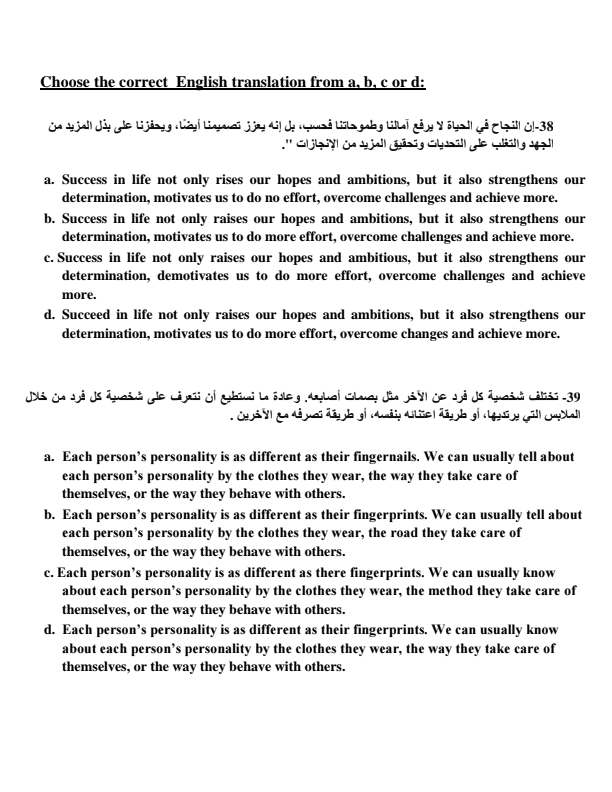 Choose the correct English translation from a, b, c or d:
38-إن النجاح في الحياة لا يرفع آمالنا وطموحاتنا فحسب، بل إنه يعزز تصميمنا أيضًا، ويحفزنا على بذل المزيد من
الجهد والتغلب على التحديات وتحقيق المزيد من الإنجازات ".
a. Success in life not only rises our hopes and ambitions, but it also strengthens our
determination, motivates us to do no effort, overcome challenges and achieve more.
b. Success in life not only raises our hopes and ambitions, but it also strengthens our
determination, motivates us to do more effort, overcome challenges and achieve more.
c. Success in life not only raises our hopes and ambitious, but it also strengthens our
determination, demotivates us to do more effort, overcome challenges and achieve
more.
d. Succeed in life not only raises our hopes and ambitions, but it also strengthens our
determination, motivates us to do more effort, overcome changes and achieve more.
39- تختلف شخصية كل فرد عن الآخر مثل بصمات أصابعه. وعادة ما نستطيع أن نتعرف على شخصية كل فرد من خلال
الملابس التي يرتديها، أو طريقة اعتنائه بنفسه، أو طريقة تصرفه مع الآخرين .
a. Each person’s personality is as different as their fingernails. We can usually tell about
each person’s personality by the clothes they wear, the way they take care of
themselves, or the way they behave with others.
b. Each person’s personality is as different as their fingerprints. We can usually tell about
each person’s personality by the clothes they wear, the road they take care of
themselves, or the way they behave with others.
c. Each person’s personality is as different as there fingerprints. We can usually know
about each person’s personality by the clothes they wear, the method they take care of
themselves, or the way they behave with others.
d. Each person’s personality is as different as their fingerprints. We can usually know
about each person’s personality by the clothes they wear, the way they take care of
themselves, or the way they behave with others.